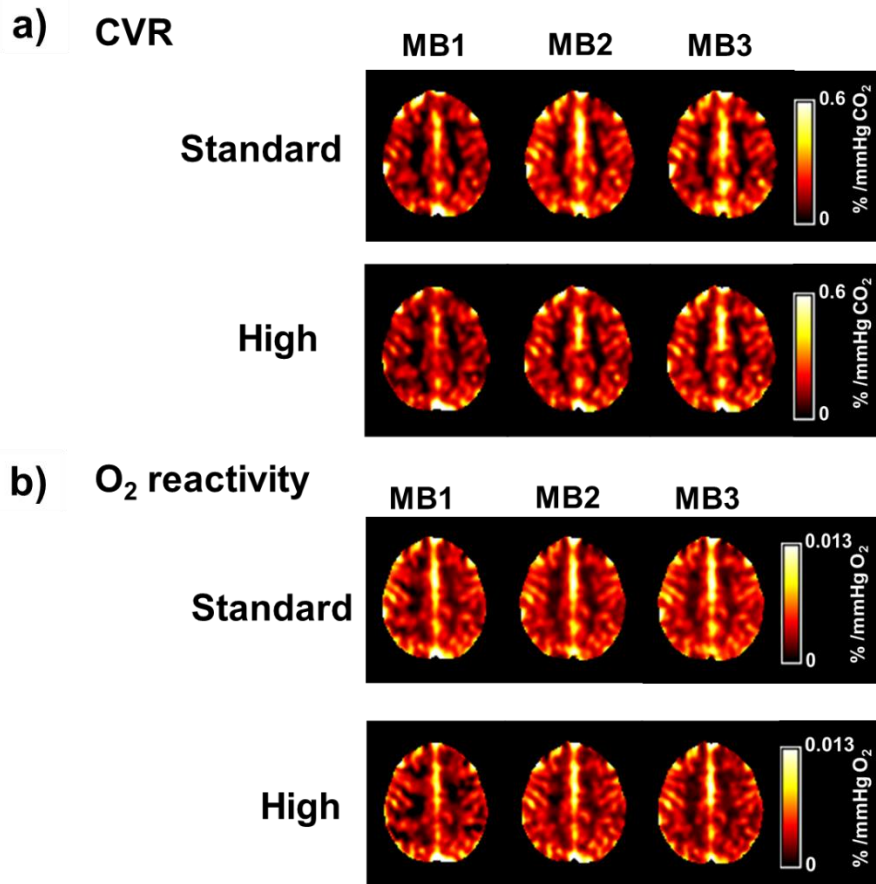 a) CVR
MB1 MB2 MB3
Standard
0.6
% /mmHg CO₂
0
High
0.6
% /mmHg CO₂
0
b) O₂ reactivity
MB1 MB2 MB3
Standard
0.013
% /mmHg O₂
0
High
0.013
% /mmHg O₂
0